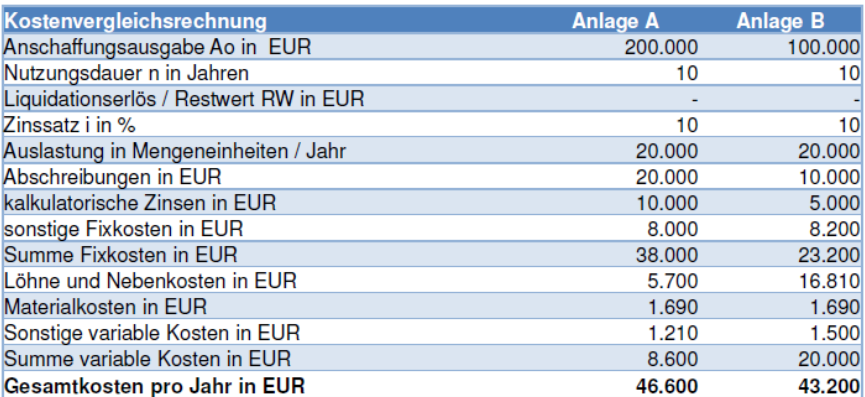 Kostenvergleichsrechnung Anlage A Anlage B
Anschaffungsausgabe Ao in EUR 200.000 100.000
Nutzungsdauer n in Jahren 10 10
Liquidationserlös / Restwert RW in EUR - -
Zinssatz i in % 10 10
Auslastung in Mengeneinheiten / Jahr 20.000 20.000
Abschreibungen in EUR 20.000 10.000
kalkulatorische Zinsen in EUR 10.000 5.000
sonstige Fixkosten in EUR 8.000 8.200
Summe Fixkosten in EUR 38.000 23.200
Löhne und Nebenkosten in EUR 5.700 16.810
Materialkosten in EUR 1.690 1.690
Sonstige variable Kosten in EUR 1.210 1.500
Summe variable Kosten in EUR 8.600 20.000
Gesamtkosten pro Jahr in EUR 46.600 43.200